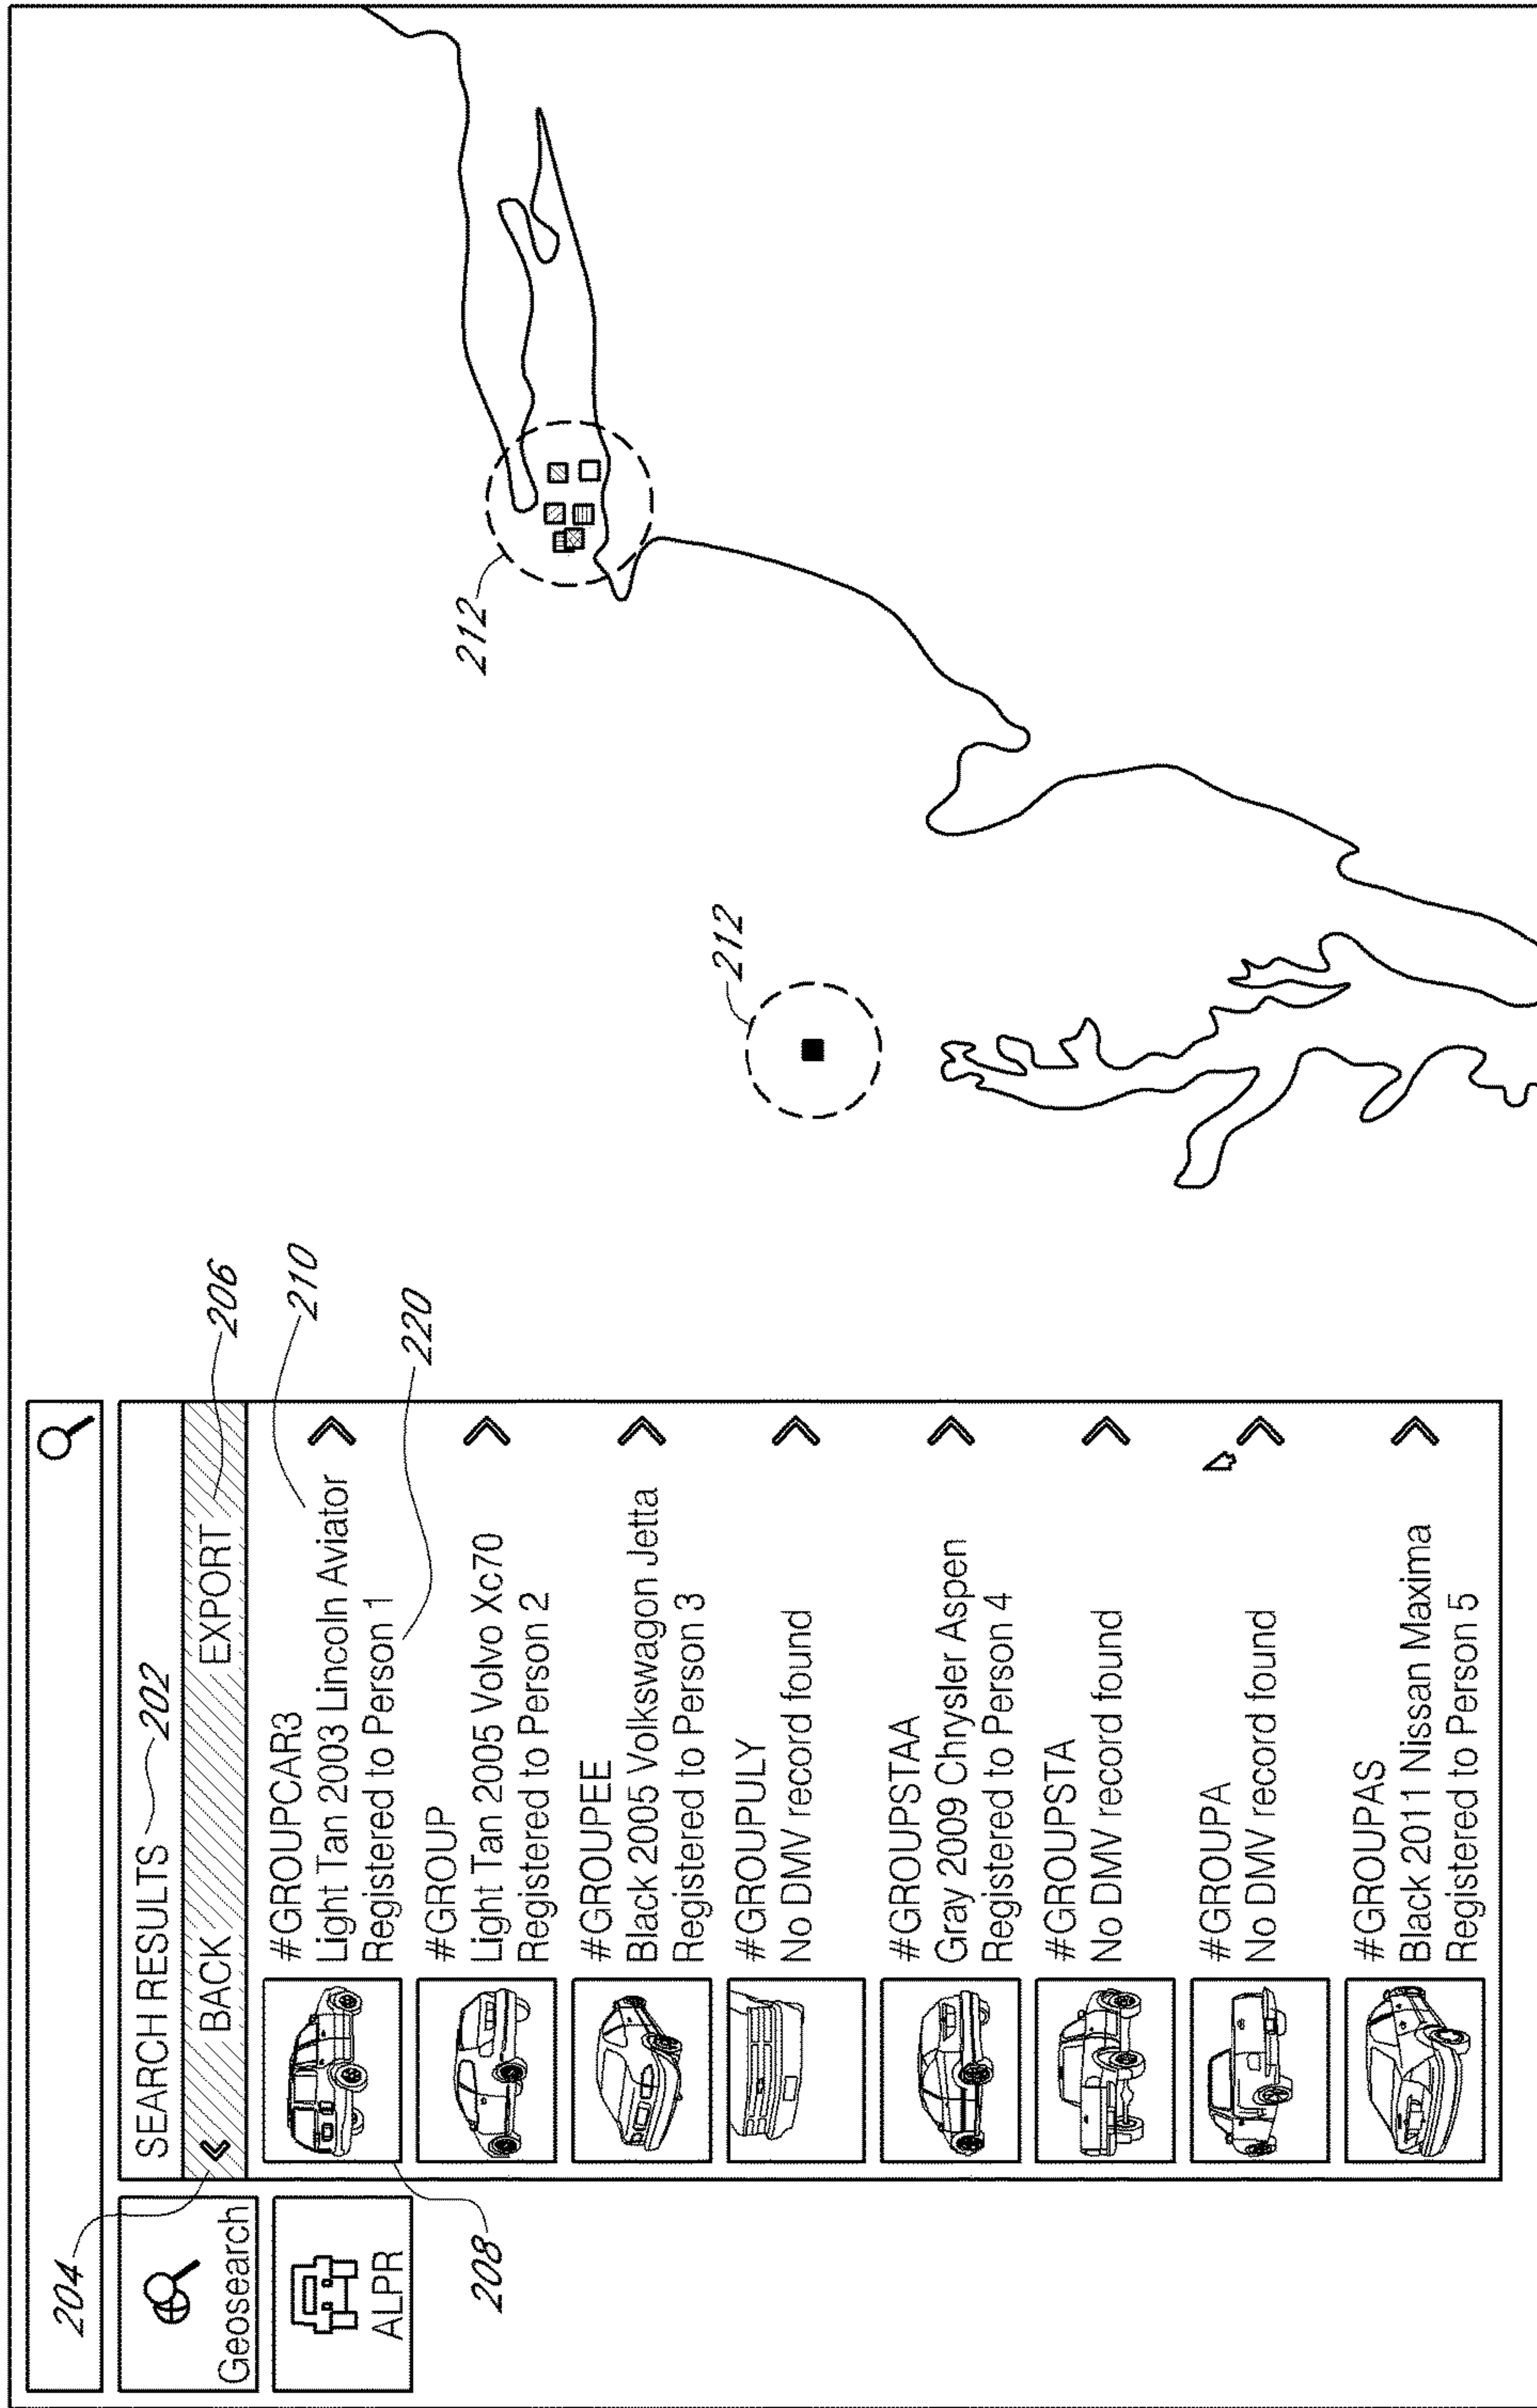 204
Geosearch
ALPR
208
SEARCH RESULTS
202
BACK
EXPORT
206
#GROUPCAR3
Light Tan 2003 Lincoln Aviator
Registered to Person 1
210
220
#GROUP
Light Tan 2005 Volvo Xc70
Registered to Person 2
#GROUPEE
Black 2005 Volkswagon Jetta
Registered to Person 3
#GROUPULY
No DMV record found
#GROUPSTAA
Gray 2009 Chrysler Aspen
Registered to Person 4
#GROUPSTA
No DMV record found
#GROUPA
No DMV record found
#GROUPAS
Black 2011 Nissan Maxima
Registered to Person 5
212
212